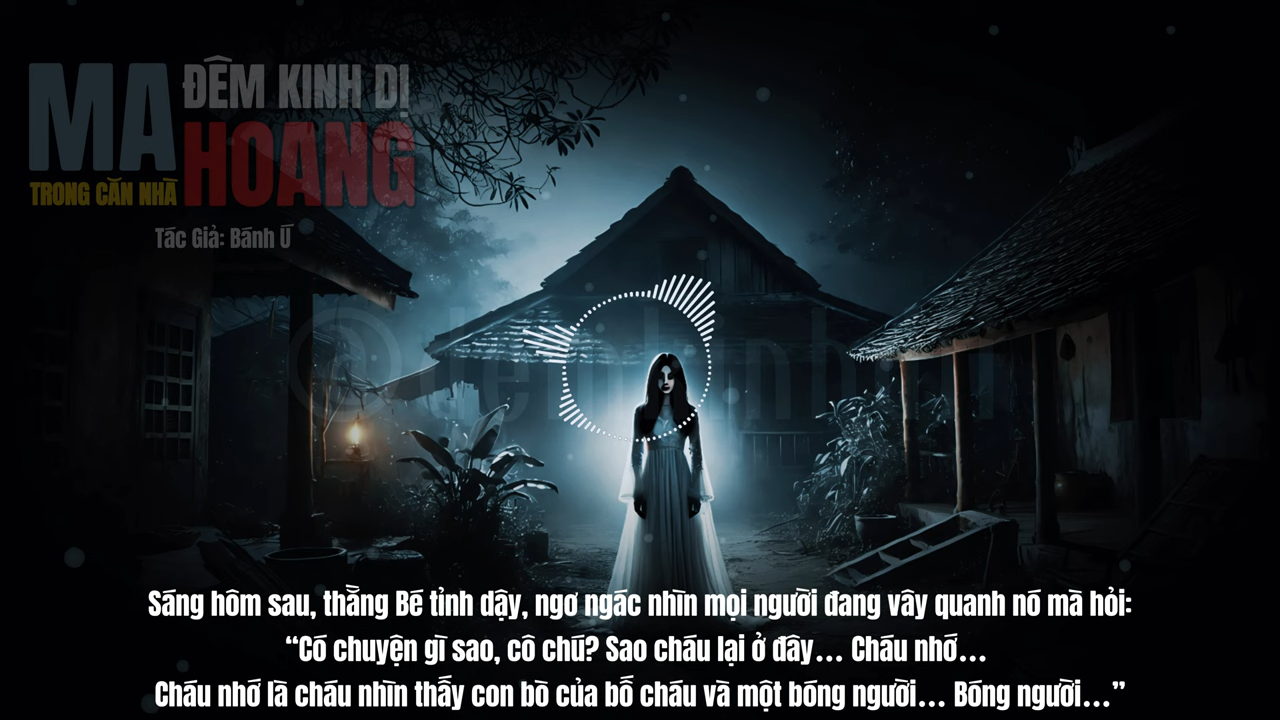 MA ĐÊM KINH DỊ
TRONG CĂN NHÀ HOANG
Tác Giả: Bánh Ú
Sáng hôm sau, thằng Bé tỉnh dậy, ngơ ngác nhìn mọi người đang vây quanh nó mà hỏi:
“Có chuyện gì sao, cô chú? Sao cháu lại ở đây... Cháu nhớ...
Cháu nhớ là cháu nhìn thấy con bò của bố cháu và một bóng người... Bóng người...”